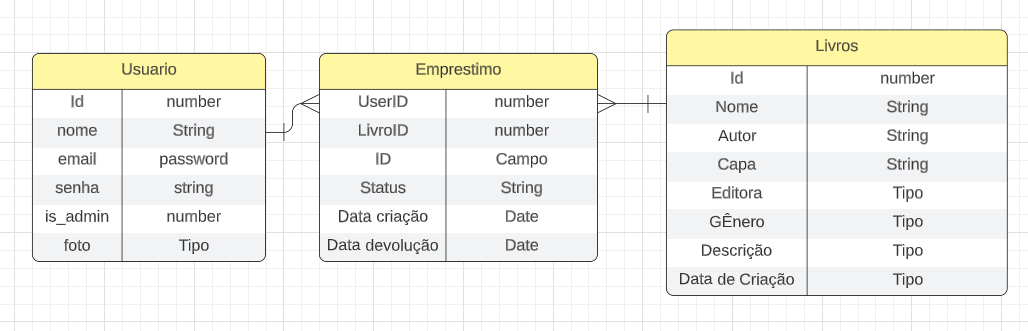 Usuario
Id number
nome String
email password
senha string
is_admin number
foto Tipo
Emprestimo
UserID number
LivroID number
ID Campo
Status String
Data criação Date
Data devolução Date
Livros
Id number
Nome String
Autor String
Capa String
Editora Tipo
GÊnero Tipo
Descrição Tipo
Data de Criação Tipo